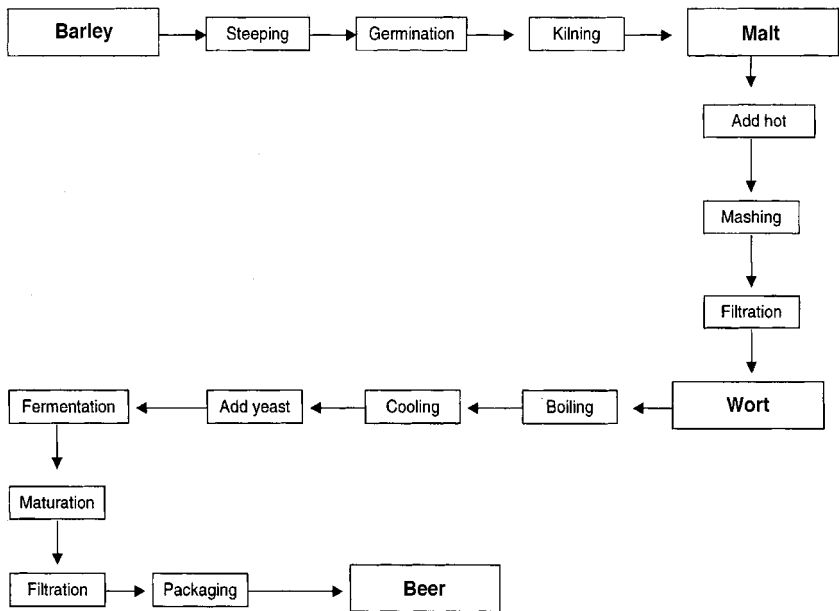 Barley
Steeping
Germination
Kilning
Malt
Add hot
Mashing
Filtration
Wort
Boiling
Cooling
Add yeast
Fermentation
Maturation
Filtration
Packaging
Beer